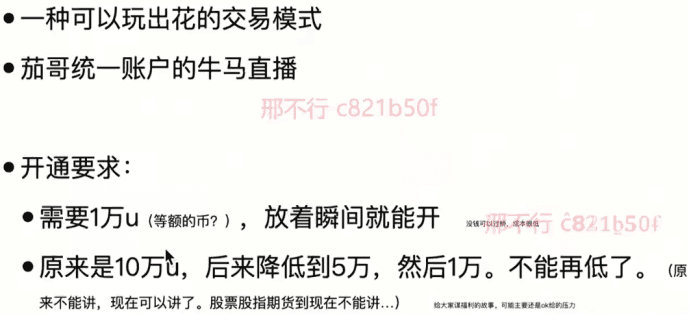 • 一种可以玩出花的交易模式
• 茄哥统一账户的牛马直播
邢不行 c821b50f
• 开通要求：
• 需要1万u（等额的币？），放着瞬间就能开 没钱可以过桥，成本很低
邢不行 c821b50f
• 原来是10万u，后来降低到5万，然后1万。不能再低了。（原
来不能讲，现在可以讲了。股票股指期货到现在不能讲...） 给大家谋福利的故事，可能主要还是ok给的压力